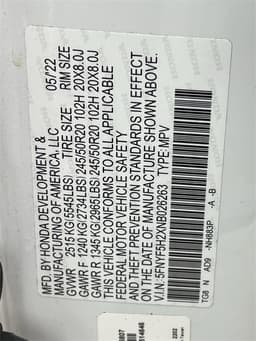 MFD. BY HONDA DEVELOPMENT & 05/22
MANUFACTURING OF AMERICA, LLC
GVWR 2515 KG(5545LBS) TIRE SIZE RIM SIZE
GAWR F 1240 KG(2734LBS) 245/50R20 102H 20X8.0J
GAWR R 1345 KG(2965LBS) 245/50R20 102H 20X8.0J
THIS VEHICLE CONFORMS TO ALL APPLICABLE
FEDERAL MOTOR VEHICLE SAFETY
AND THEFT PREVENTION STANDARDS IN EFFECT
ON THE DATE OF MANUFACTURE SHOWN ABOVE.
V.I.N.: 5FNYF5H2XNB026263 TYPE:MPV
TG8 N AD9 -NH883P -A -B
2202